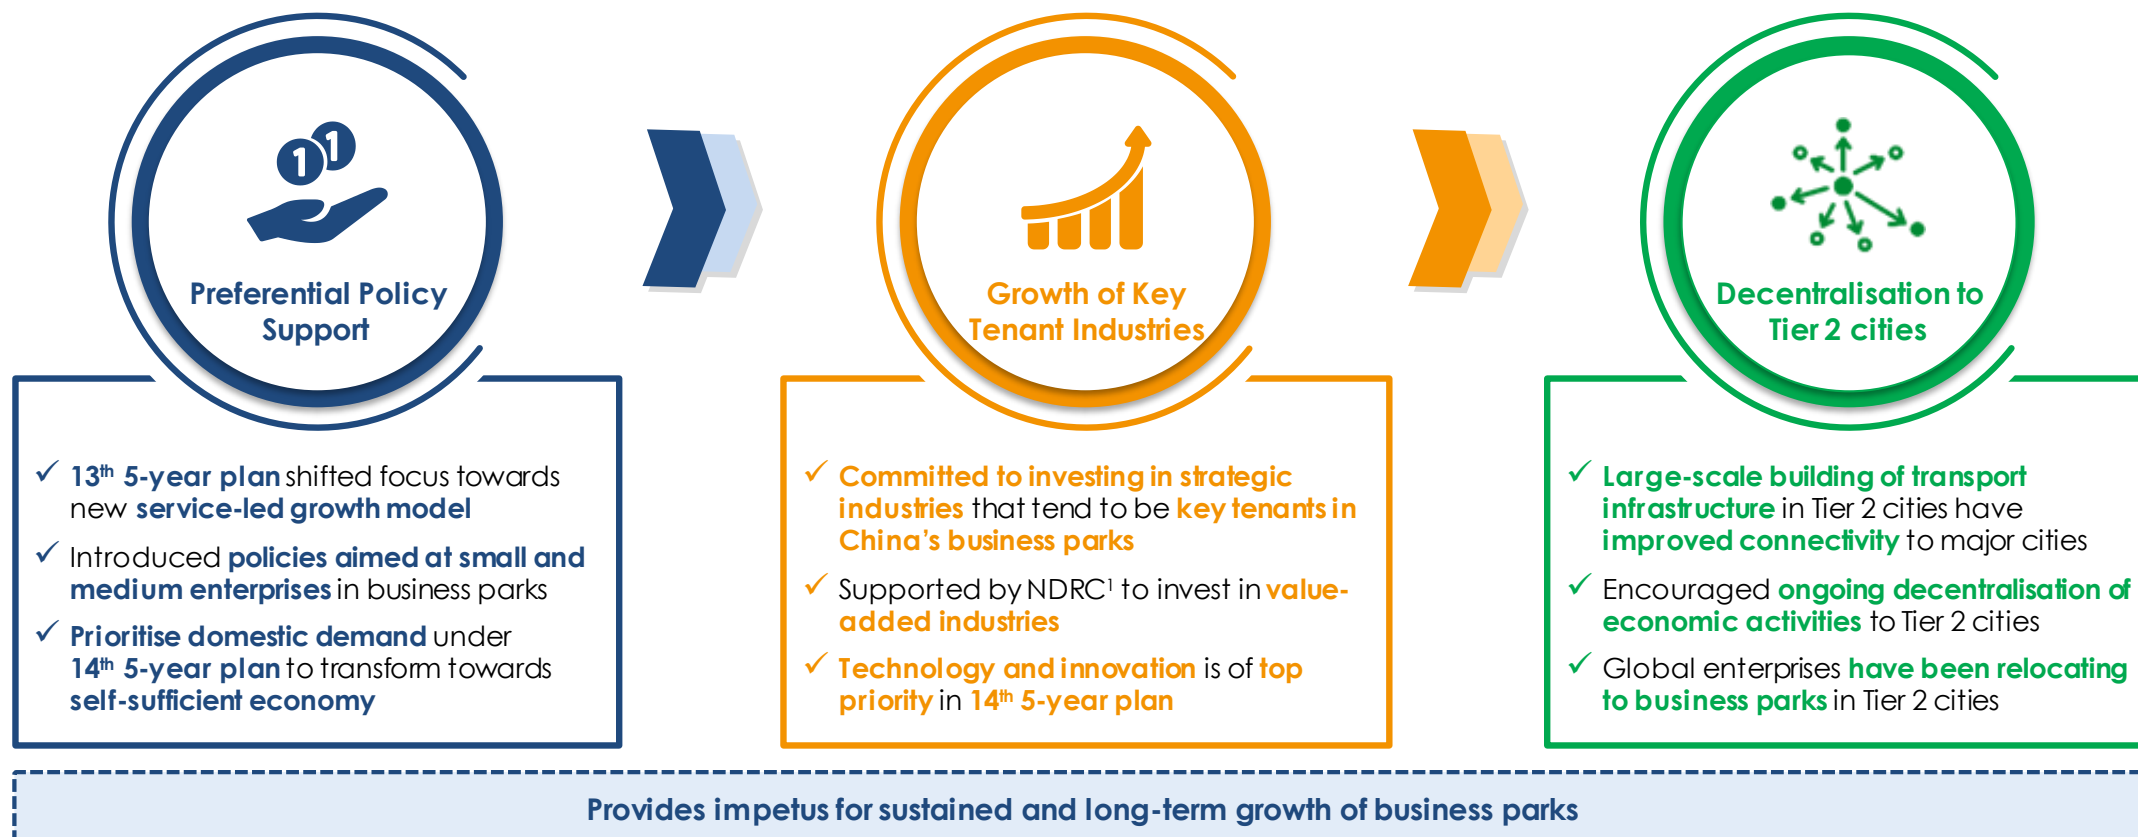 1 1
Preferential Policy
Support
13th 5-year plan shifted focus towards
new service-led growth model
Introduced policies aimed at small and
medium enterprises in business parks
Prioritise domestic demand under
14th 5-year plan to transform towards
self-sufficient economy
Growth of Key
Tenant Industries
Committed to investing in strategic
industries that tend to be key tenants in
China's business parks
Supported by NDRC¹ to invest in value-
added industries
Technology and innovation is of top
priority in 14th 5-year plan
Decentralisation to
Tier 2 cities
Large-scale building of transport
infrastructure in Tier 2 cities have
improved connectivity to major cities
Encouraged ongoing decentralisation of
economic activities to Tier 2 cities
Global enterprises have been relocating
to business parks in Tier 2 cities
Provides impetus for sustained and long-term growth of business parks